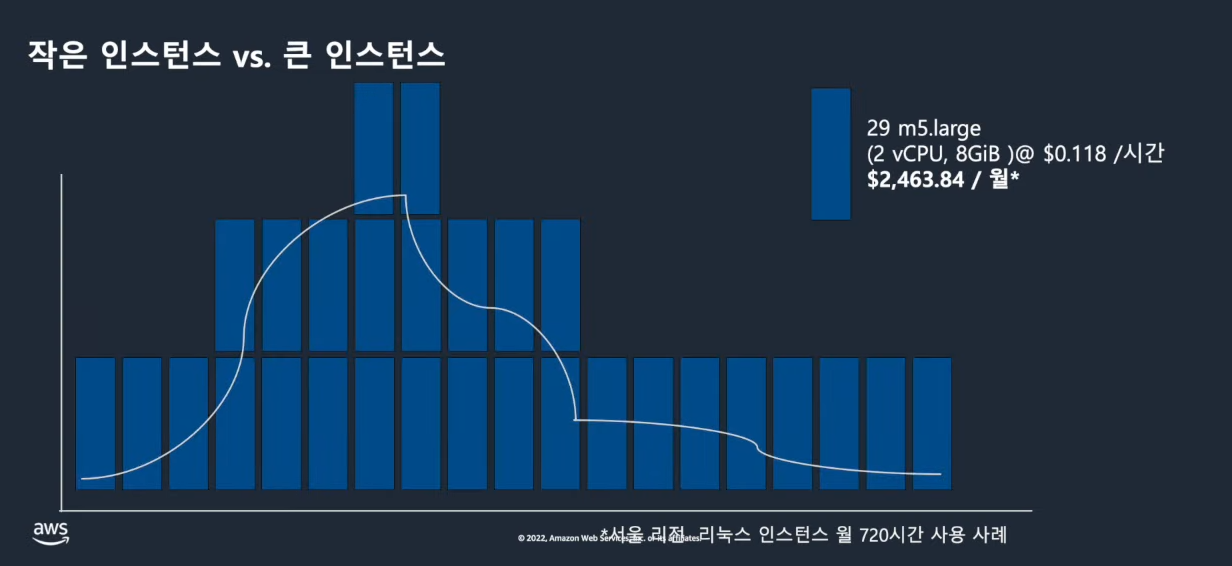 작은 인스턴스 vs. 큰 인스턴스
29 m5.large
(2 vCPU, 8GiB )@ $0.118 /시간
$2,463.84 / 월*
*서울 리전 리눅스 인스턴스 월 720시간 사용 사례
aws
© 2022, Amazon Web Services, Inc. or its affiliates.